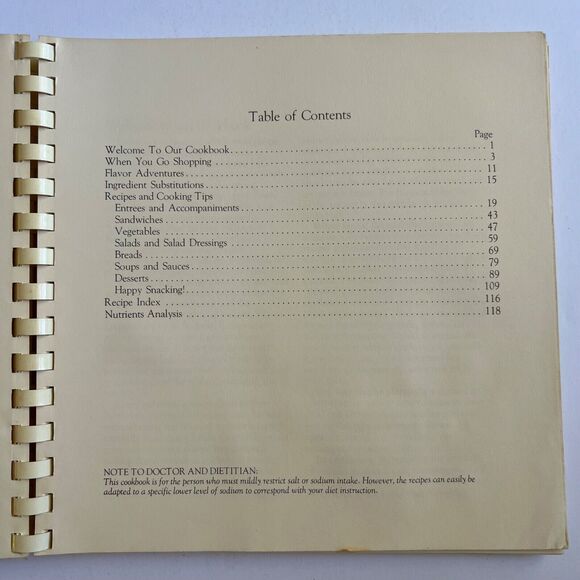 Table of Contents
Page
Welcome To Our Cookbook 1
When You Go Shopping 3
Flavor Adventures 11
Ingredient Substitutions 15
Recipes and Cooking Tips
Entrees and Accompaniments 19
Sandwiches 43
Vegetables 47
Salads and Salad Dressings 59
Breads 69
Soups and Sauces 79
Desserts 89
Happy Snacking! 109
Recipe Index 116
Nutrients Analysis 118
NOTE TO DOCTOR AND DIETITIAN:
This cookbook is for the person who must mildly restrict salt or sodium intake. However, the recipes can easily be
adapted to a specific lower level of sodium to correspond with your diet instruction.